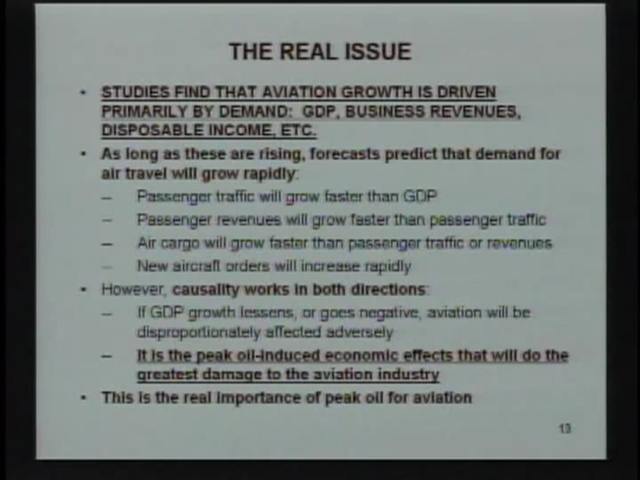 THE REAL ISSUE
• STUDIES FIND THAT AVIATION GROWTH IS DRIVEN
PRIMARILY BY DEMAND: GDP, BUSINESS REVENUES,
DISPOSABLE INCOME, ETC.
• As long as these are rising, forecasts predict that demand for
air travel will grow rapidly:
– Passenger traffic will grow faster than GDP
– Passenger revenues will grow faster than passenger traffic
– Air cargo will grow faster than passenger traffic or revenues
– New aircraft orders will increase rapidly
• However, causality works in both directions:
– If GDP growth lessens, or goes negative, aviation will be
disproportionately affected adversely
– It is the peak oil-induced economic effects that will do the
greatest damage to the aviation industry
• This is the real importance of peak oil for aviation
13